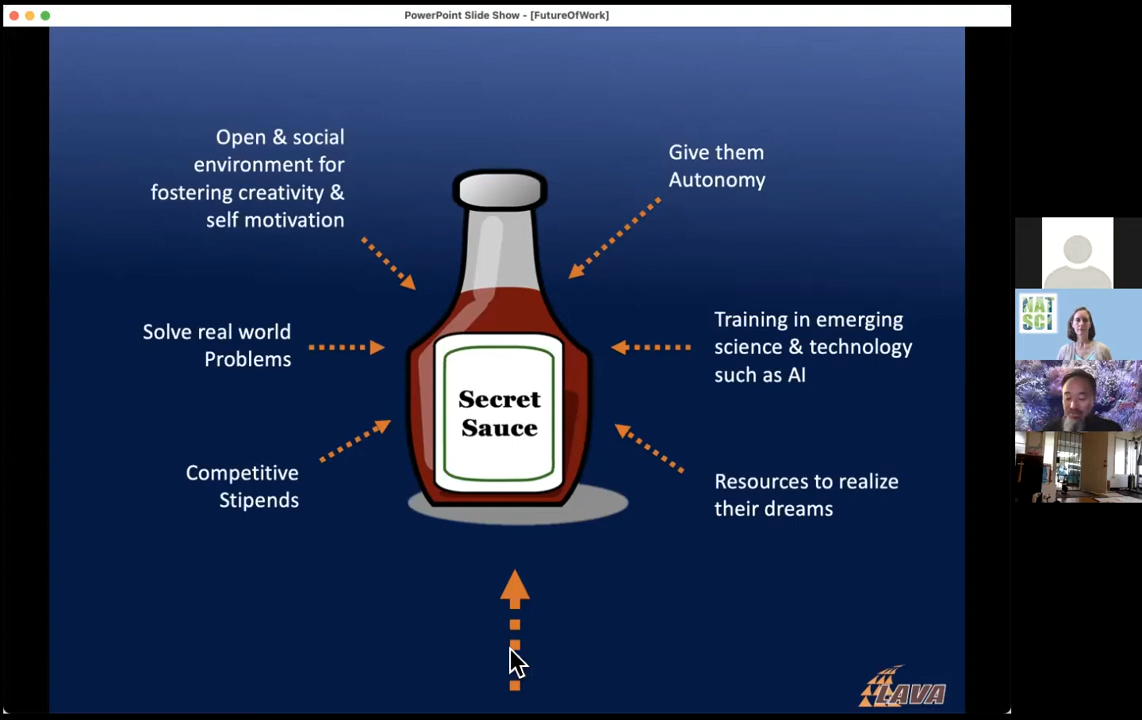 PowerPoint Slide Show - [FutureOfWork]
Open & social
environment for
fostering creativity &
self motivation
Give them
Autonomy
Solve real world
Problems
Training in emerging
science & technology
such as AI
Secret
Sauce
Competitive
Stipends
Resources to realize
their dreams
LAVA
NAT
SCI